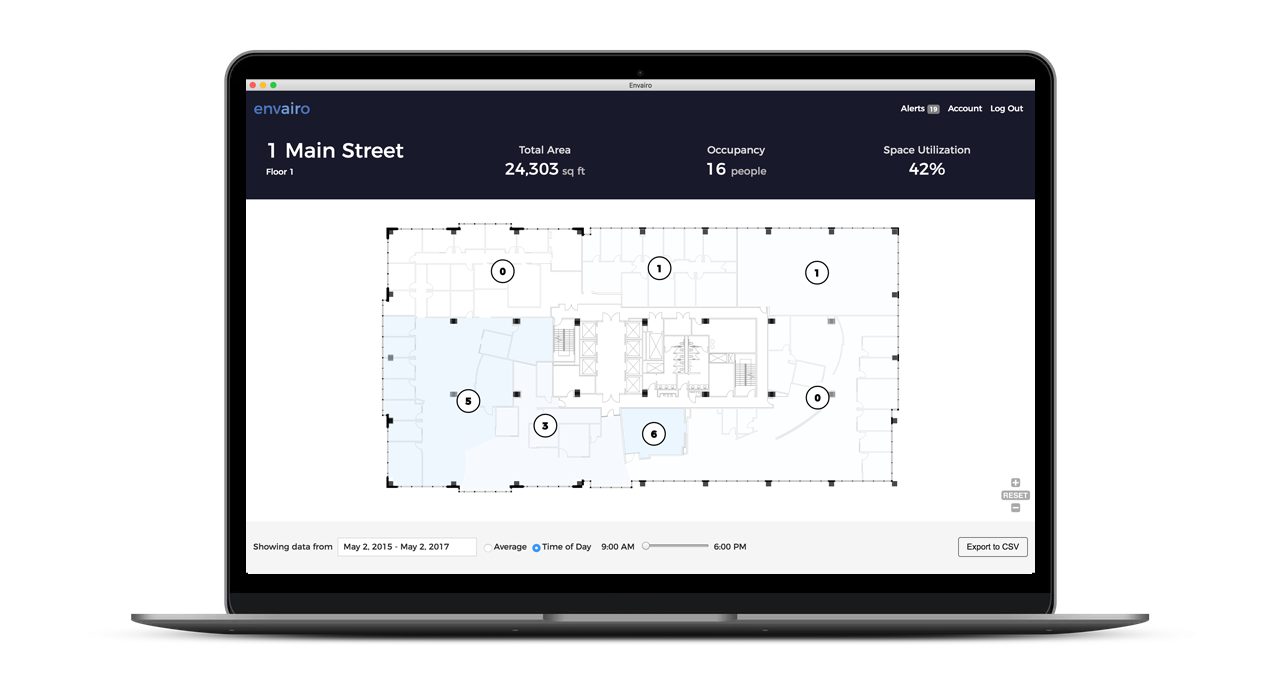 Envairo
envairo
Alerts 19 Account Log Out
1 Main Street
Floor 1
Total Area
24,303 sq ft
Occupancy
16 people
Space Utilization
42%
0
1
1
5
3
6
0
RESET
Showing data from May 2, 2015 - May 2, 2017 Average Time of Day 9:00 AM 6:00 PM Export to CSV